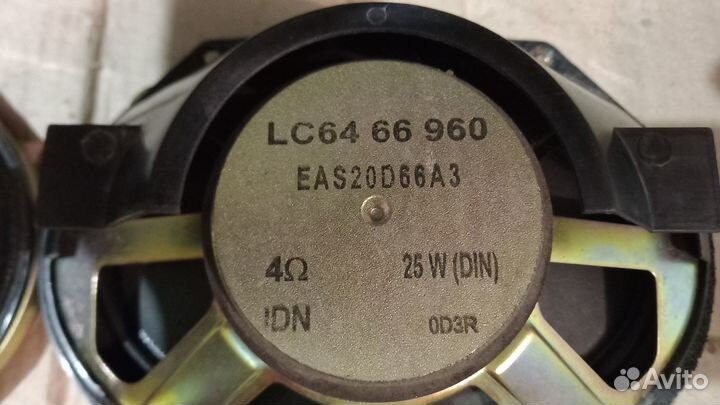 LC64 66 960
EAS20D66A3
4Ω 25 W (DIN)
IDN 0D3R
Avito